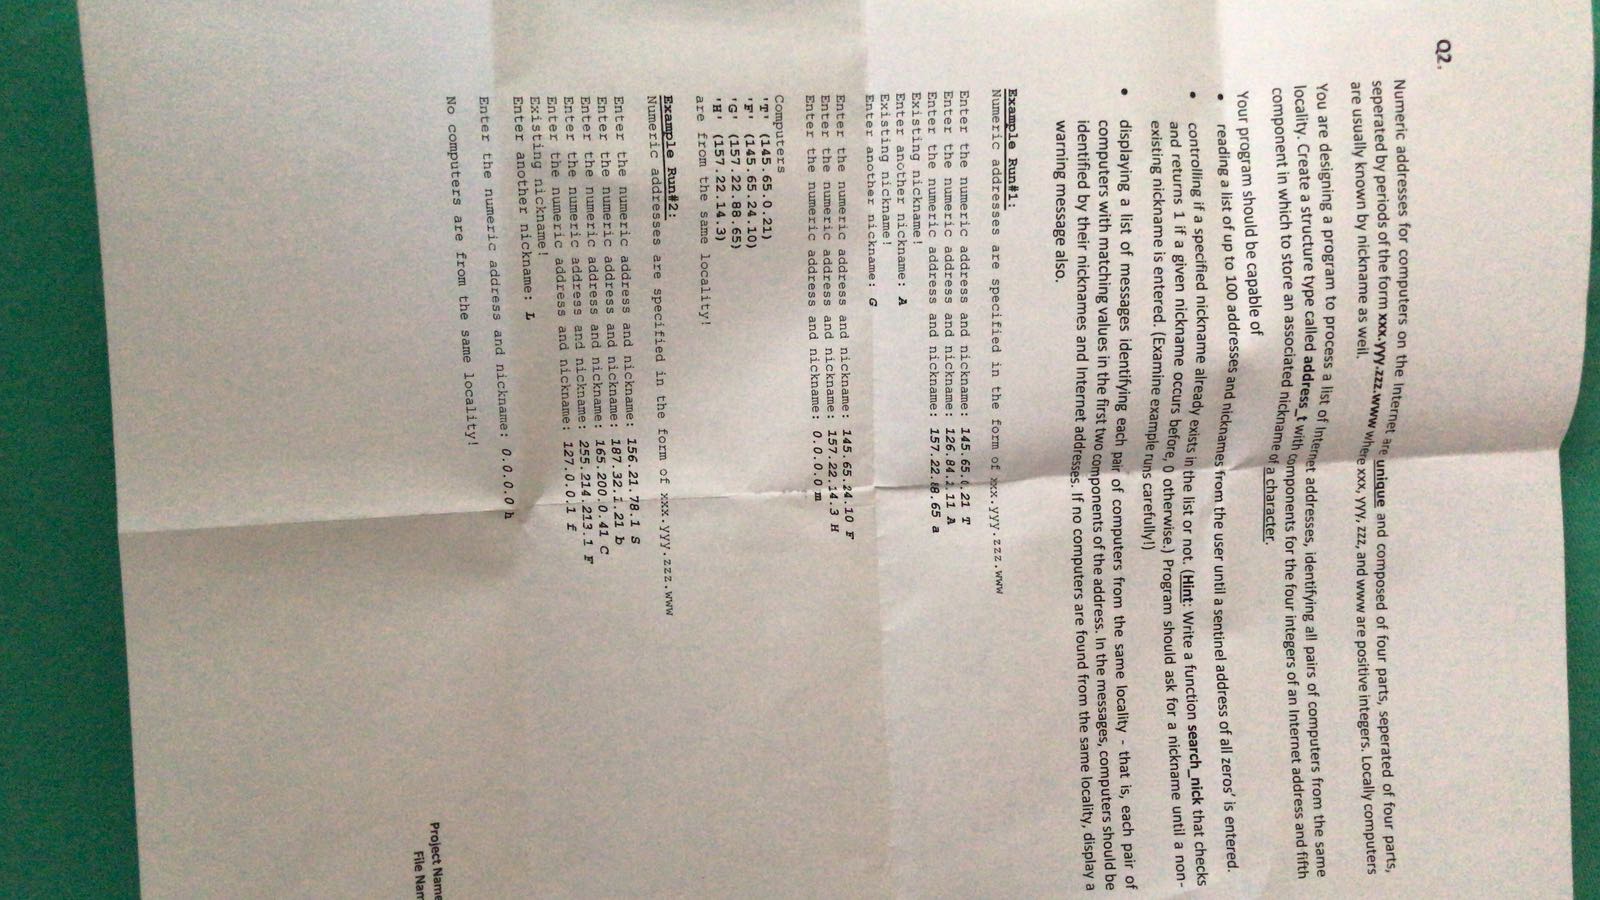 Q2.
Numeric addresses for computers on the Internet are unique and composed of four parts, seperated of four parts,
seperated by periods of the form xxx.yyy.zzz.www where xxx, yyy, zzz, and www are positive integers. Locally computers
are usually known by nickname as well.
You are designing a program to process a list of Internet addresses, identifying all pairs of computers from the same
locality. Create a structure type called address_t with components for the four integers of an Internet address and fifth
component in which to store an associated nickname of a character.
Your program should be capable of
• reading a list of up to 100 addresses and nicknames from the user until a sentinel address of all zeros' is entered.
• controlling if a specified nickname already exists in the list or not. (Hint: Write a function search_nick that checks
and returns 1 if a given nickname occurs before, 0 otherwise.) Program should ask for a nickname until a non-
existing nickname is entered. (Examine example runs carefully!)
• displaying a list of messages identifying each pair of computers from the same locality - that is, each pair of
computers with matching values in the first two components of the address. In the messages, computers should be
identified by their nicknames and Internet addresses. If no computers are found from the same locality, display a
warning message also.
Example Run#1:
Numeric addresses are specified in the form of xxx.yyy.zzz.www
Enter the numeric address and nickname: 145.65.0.21 T
Enter the numeric address and nickname: 126.84.2.11 A
Enter the numeric address and nickname: 157.22.88.65 a
Existing nickname!
Enter another nickname: A
Existing nickname!
Enter another nickname: G
Enter the numeric address and nickname: 145.65.24.10 F
Enter the numeric address and nickname: 157.22.14.3 H
Enter the numeric address and nickname: 0.0.0.0 m
Computers
'T' (145.65.0.21)
'F' (145.65.24.10)
'G' (157.22.88.65)
'H' (157.22.14.3)
are from the same locality!
Example Run#2:
Numeric addresses are specified in the form of xxx.yyy.zzz.www
Enter the numeric address and nickname: 156.21.78.1 S
Enter the numeric address and nickname: 187.32.1.21 b
Enter the numeric address and nickname: 165.200.0.41 C
Enter the numeric address and nickname: 255.214.213.1 F
Enter the numeric address and nickname: 127.0.0.1 f
Existing nickname!
Enter another nickname: L
Enter the numeric address and nickname: 0.0.0.0 h
No computers are from the same locality!
Project Name
File Nam